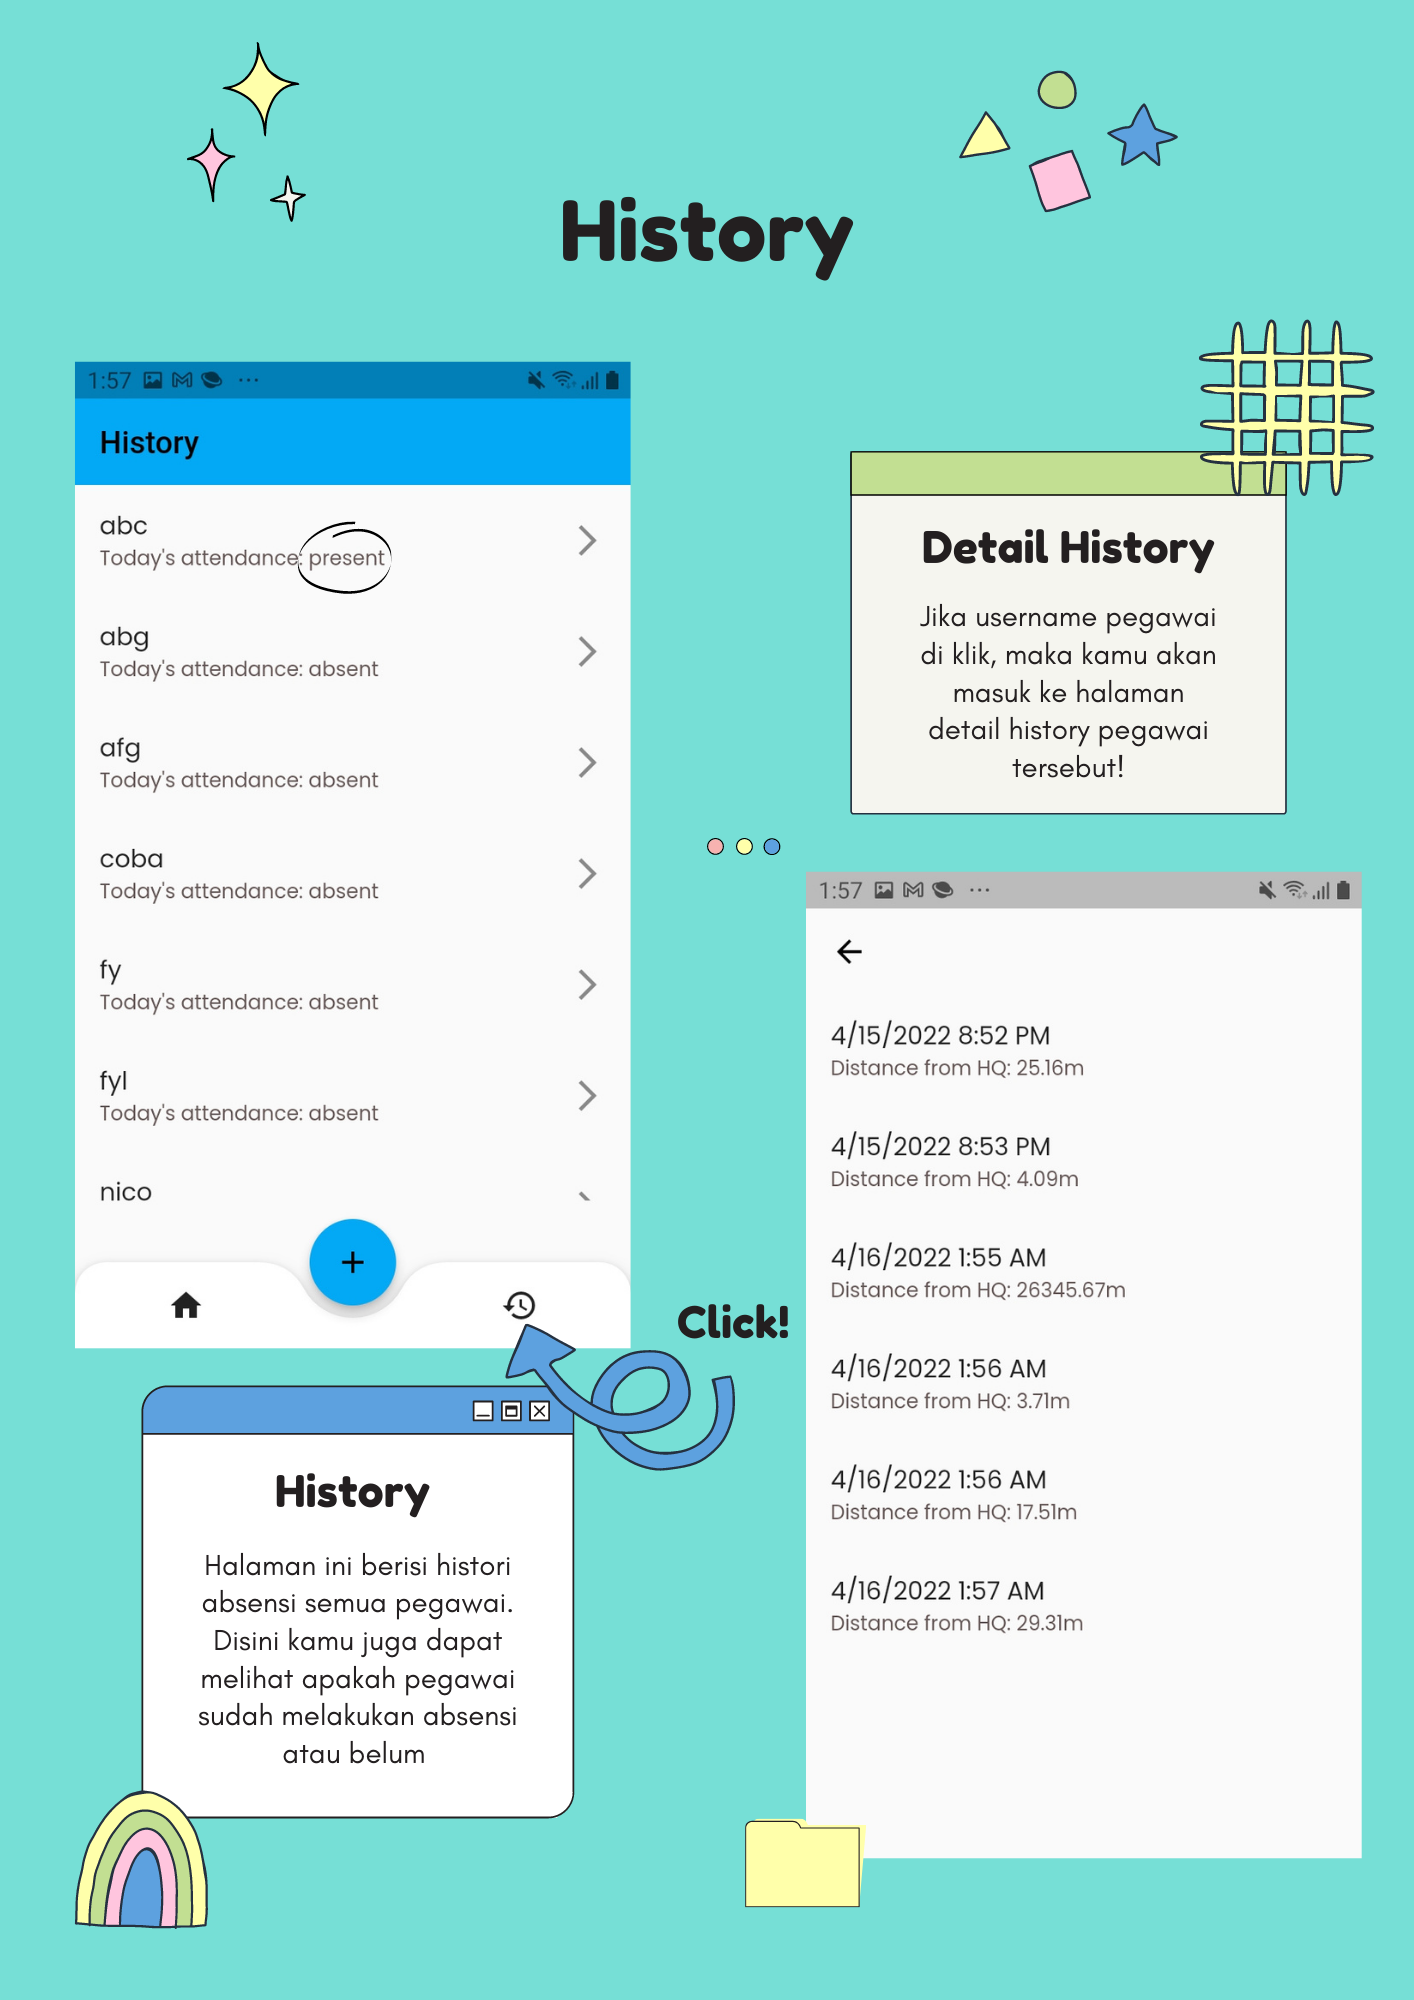 History
1:57
History
abc
Today's attendance: present
abg
Today's attendance: absent
afg
Today's attendance: absent
coba
Today's attendance: absent
fy
Today's attendance: absent
fyl
Today's attendance: absent
nico
Click!
History
Halaman ini berisi histori
absensi semua pegawai.
Disini kamu juga dapat
melihat apakah pegawai
sudah melakukan absensi
atau belum
Detail History
Jika username pegawai
di klik, maka kamu akan
masuk ke halaman
detail history pegawai
tersebut!
1:57
4/15/2022 8:52 PM
Distance from HQ: 25.16m
4/15/2022 8:53 PM
Distance from HQ: 4.09m
4/16/2022 1:55 AM
Distance from HQ: 26345.67m
4/16/2022 1:56 AM
Distance from HQ: 3.71m
4/16/2022 1:56 AM
Distance from HQ: 17.51m
4/16/2022 1:57 AM
Distance from HQ: 29.31m